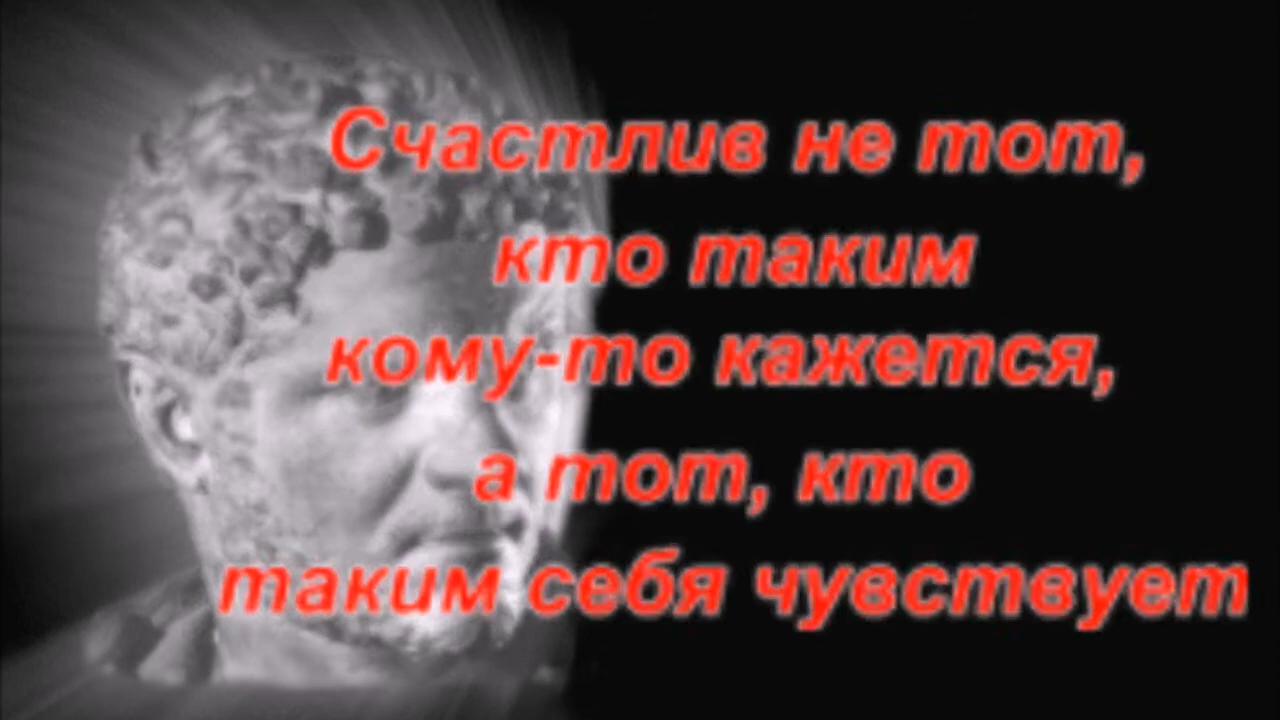 Счастлив не тот,
кто таким
кому-то кажется,
а тот, кто
таким себя чувствует